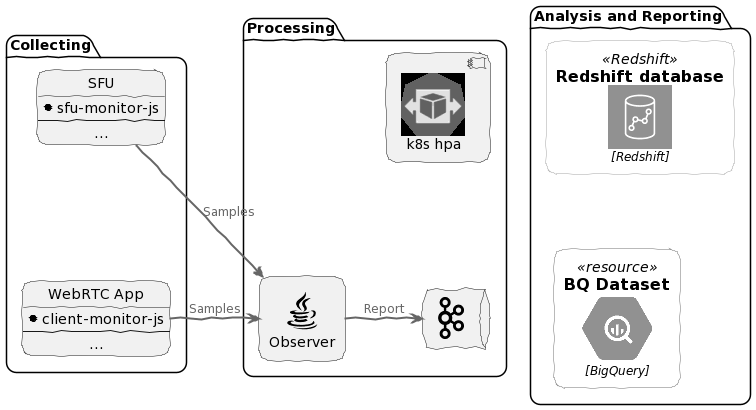 Collecting
SFU
sfu-monitor-js
...
WebRTC App
client-monitor-js
...
Samples
Samples
Processing
k8s hpa
Observer
Report
Analysis and Reporting
«Redshift»
Redshift database
[Redshift]
«resource»
BQ Dataset
[BigQuery]